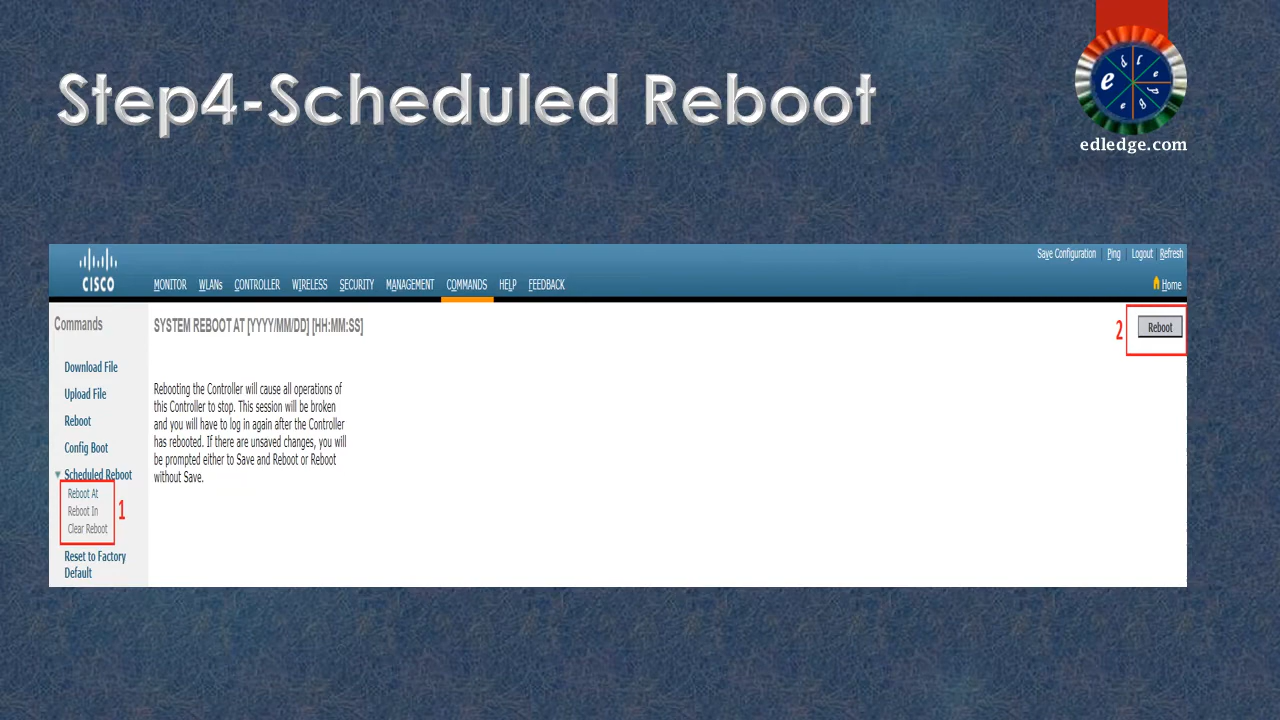 Step4-Scheduled Reboot
edledge.com
Save Configuration | Ping | Logout | Refresh
CISCO
MONITOR WLANs CONTROLLER WIRELESS SECURITY MANAGEMENT COMMANDS HELP FEEDBACK
Home
Commands
SYSTEM REBOOT AT [YYYY/MM/DD] [HH:MM:SS]
2
Reboot
Download File
Upload File
Reboot
Config Boot
Scheduled Reboot
Reboot At
Reboot In
Clear Reboot
1
Reset to Factory
Default
Rebooting the Controller will cause all operations of
this Controller to stop. This session will be broken
and you will have to log in again after the Controller
has rebooted. If there are unsaved changes, you will
be prompted either to Save and Reboot or Reboot
without Save.